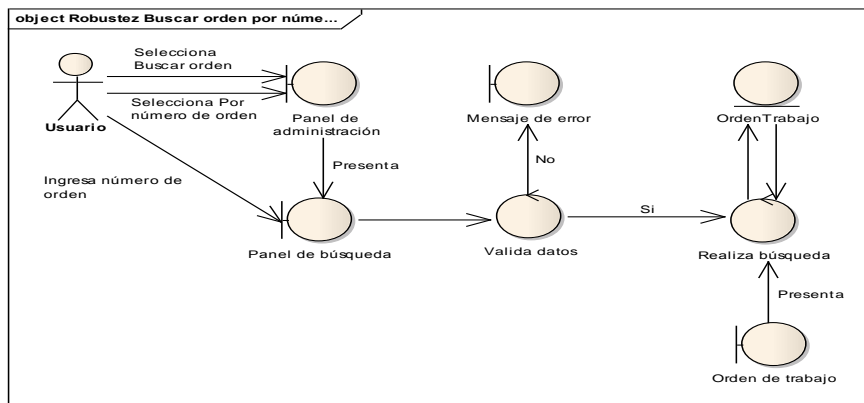 object Robustez Buscar orden por núme...
Selecciona
Buscar orden
Selecciona Por
número de orden
Usuario
Panel de
administración
Mensaje de error
OrdenTrabajo
Presenta
No
Ingresa número de
orden
Si
Panel de búsqueda
Valida datos
Realiza búsqueda
Presenta
Orden de trabajo